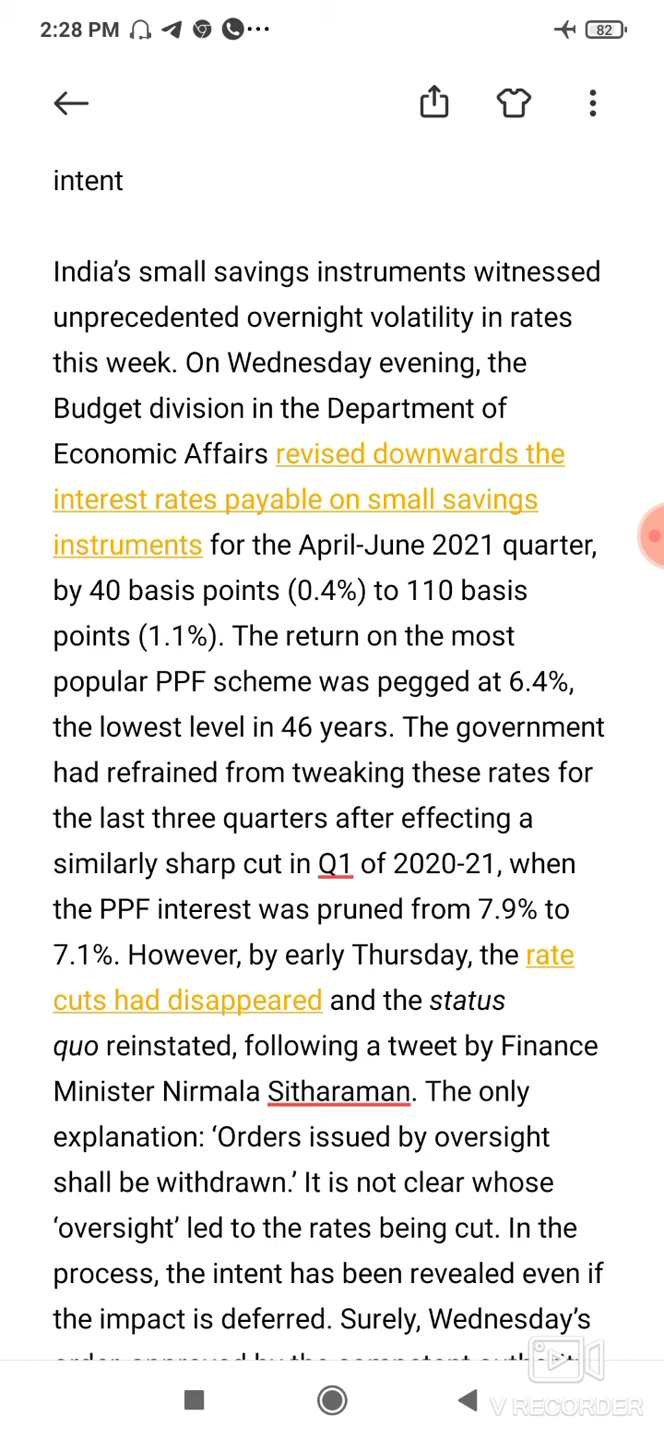 2:28 PM
82
intent
India’s small savings instruments witnessed
unprecedented overnight volatility in rates
this week. On Wednesday evening, the
Budget division in the Department of
Economic Affairs revised downwards the
interest rates payable on small savings
instruments for the April-June 2021 quarter,
by 40 basis points (0.4%) to 110 basis
points (1.1%). The return on the most
popular PPF scheme was pegged at 6.4%,
the lowest level in 46 years. The government
had refrained from tweaking these rates for
the last three quarters after effecting a
similarly sharp cut in Q1 of 2020-21, when
the PPF interest was pruned from 7.9% to
7.1%. However, by early Thursday, the rate
cuts had disappeared and the status
quo reinstated, following a tweet by Finance
Minister Nirmala Sitharaman. The only
explanation: ‘Orders issued by oversight
shall be withdrawn.’ It is not clear whose
‘oversight’ led to the rates being cut. In the
process, the intent has been revealed even if
the impact is deferred. Surely, Wednesday’s
V RECORDER